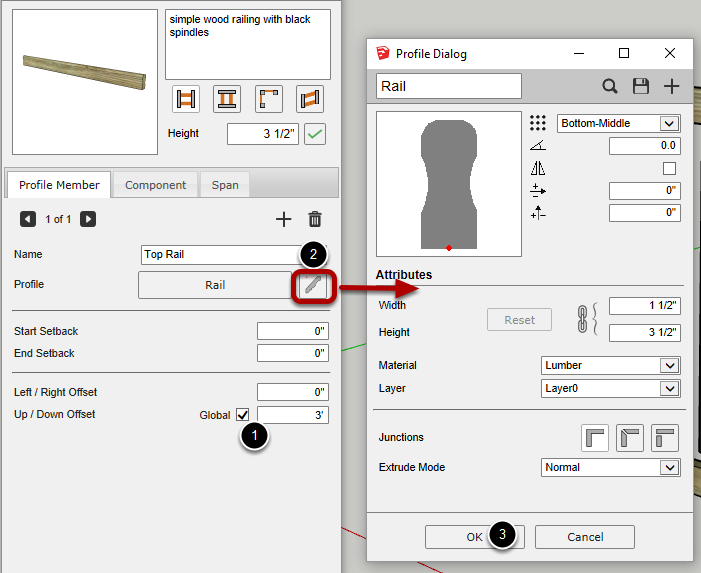 simple wood railing with black
spindles
Height 3 1/2"
Profile Member Component Span
1 of 1
Name Top Rail
2
Profile Rail
Start Setback 0"
End Setback 0"
Left / Right Offset 0"
Up / Down Offset Global 3'
1
Profile Dialog
Rail
Bottom-Middle
0.0
0"
0"
Attributes
Width 1 1/2"
Reset
Height 3 1/2"
Material Lumber
Layer Layer0
Junctions
Extrude Mode Normal
OK 3 Cancel